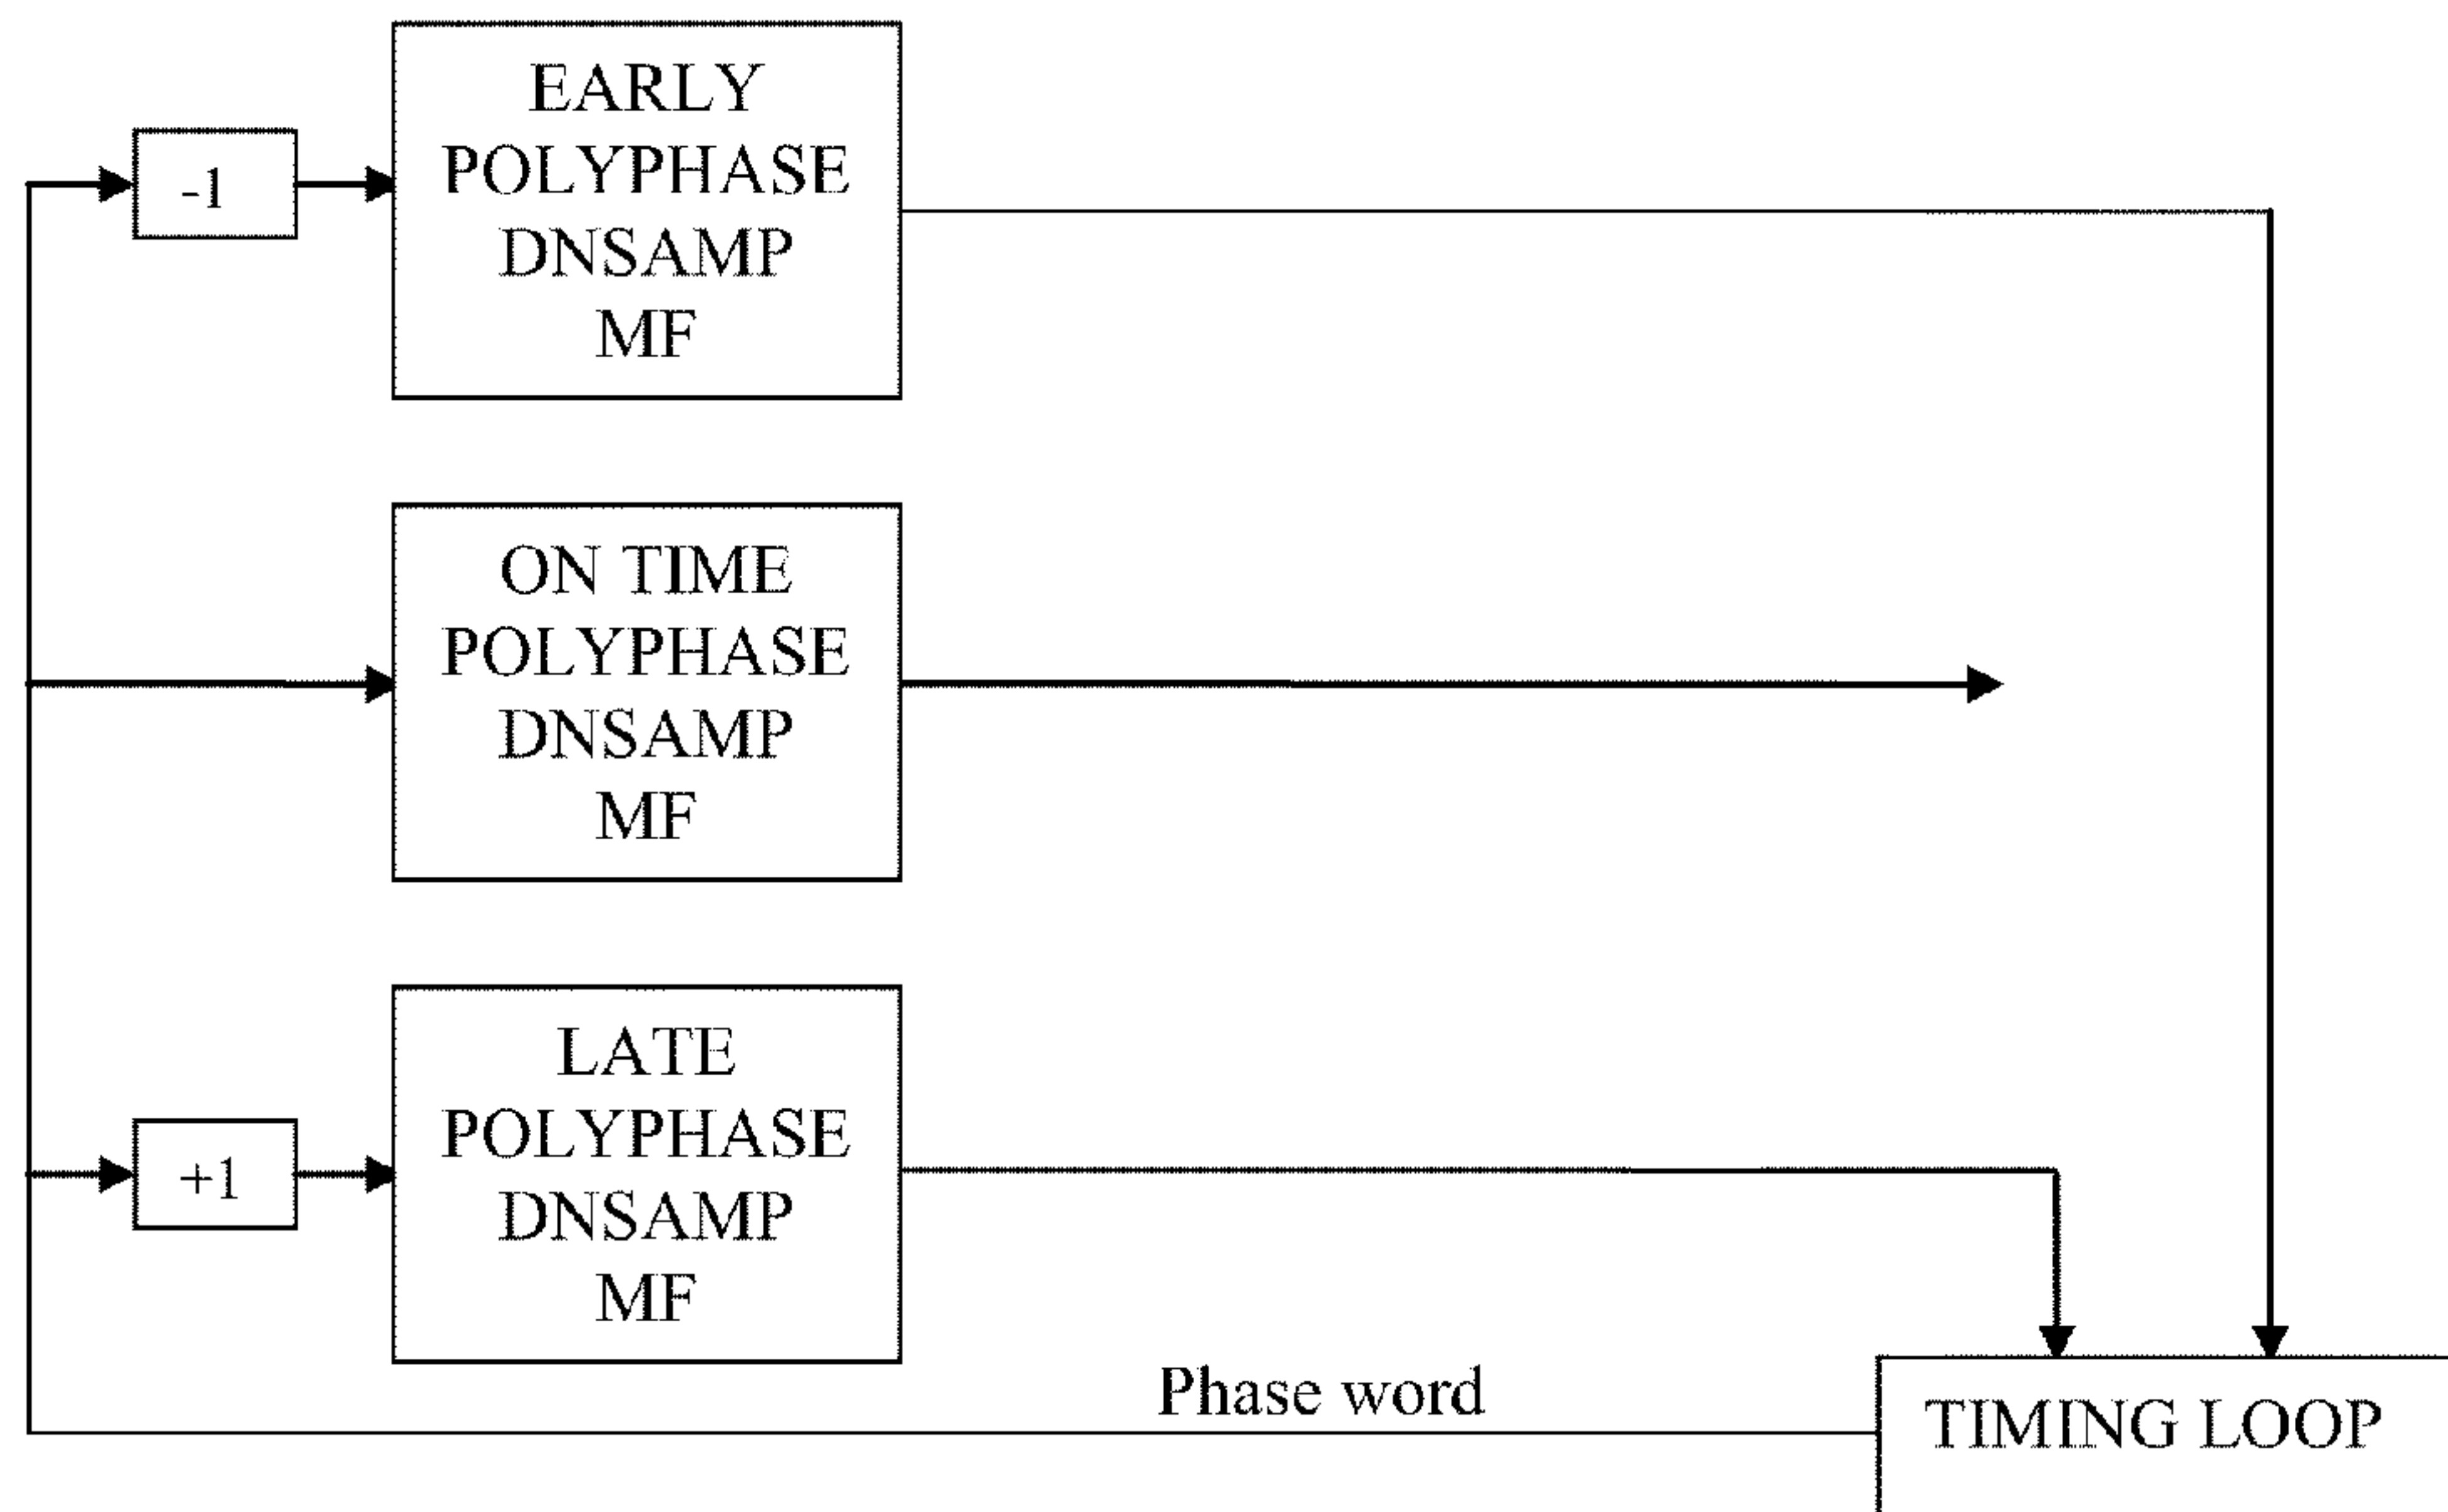 EARLY
POLYPHASE
DNSAMP
MF
-1
ON TIME
POLYPHASE
DNSAMP
MF
LATE
POLYPHASE
DNSAMP
MF
+1
Phase word
TIMING LOOP